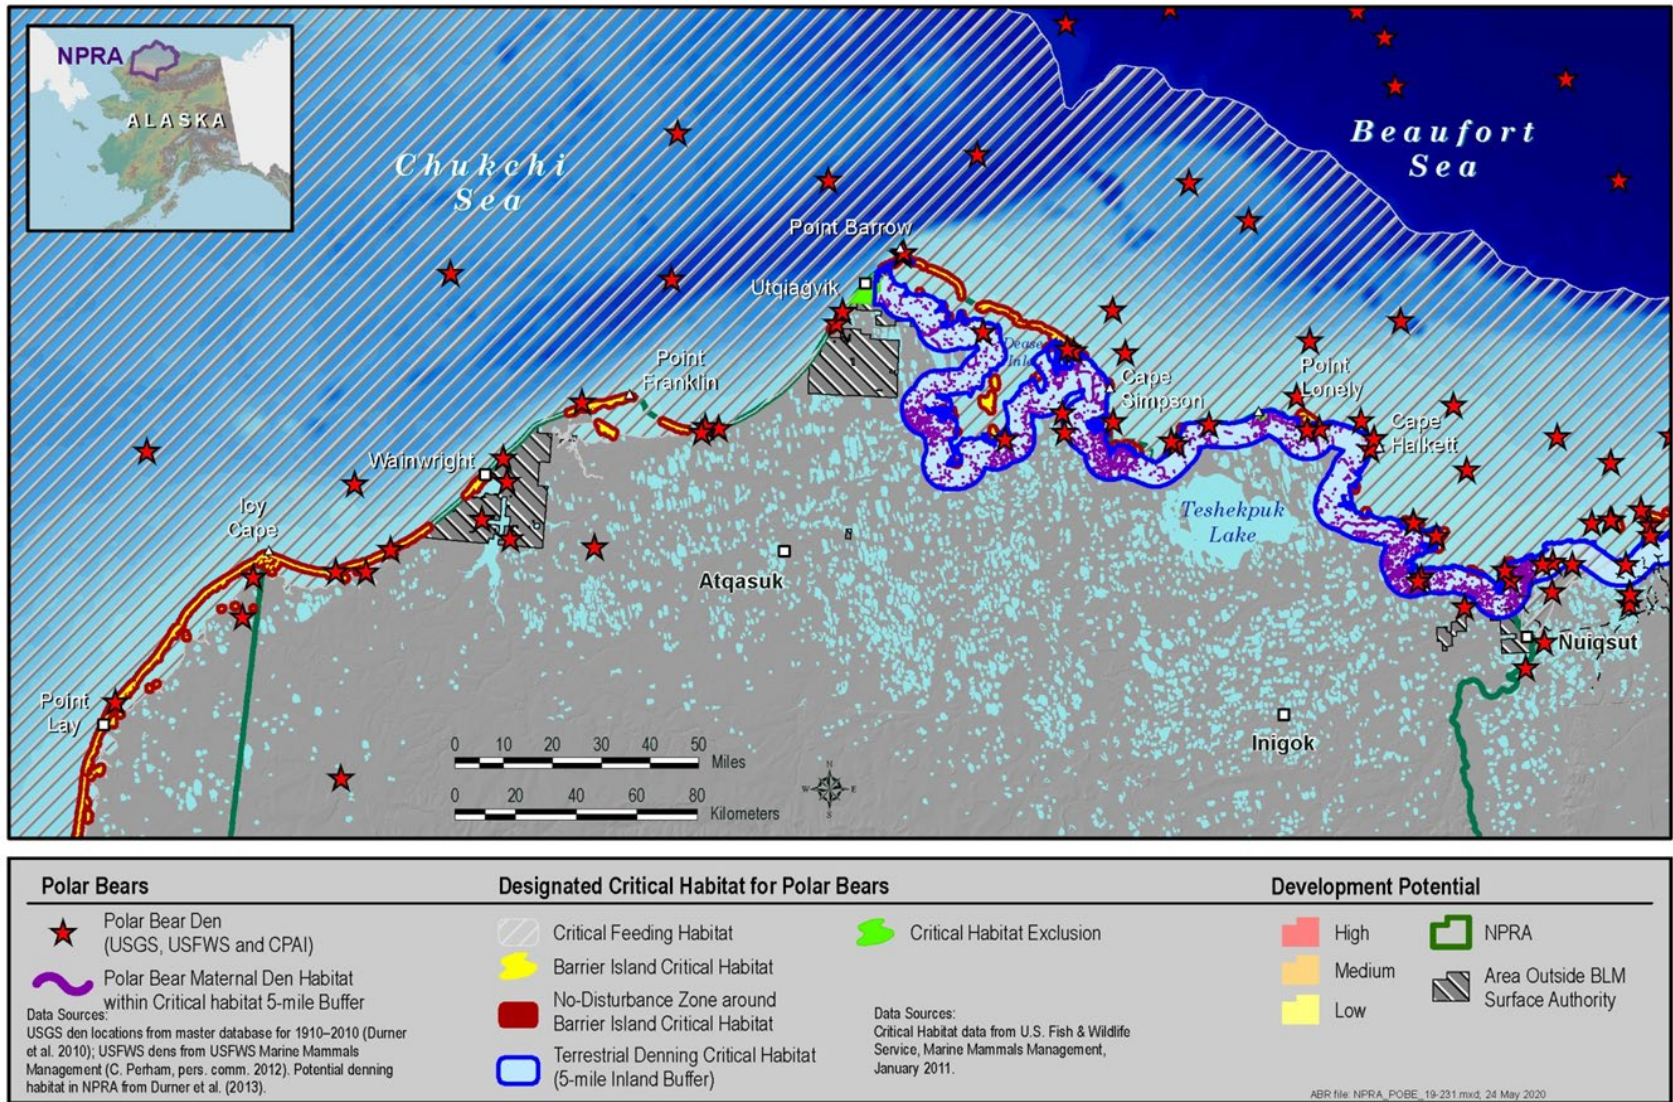 NPRA
ALASKA
Chukchi
Sea
Beaufort
Sea
Point Barrow
Utqiagvik
Point
Franklin
Dease
Inlet
Point
Lonely
Cape
Simpson
Cape
Halkett
Wainwright
Icy
Cape
Teshekpuk
Lake
Atqasuk
Nuiqsut
Point
Lay
Inigok
0 10 20 30 40 50
Miles
0 20 40 60 80
Kilometers
N
W E
S
Polar Bears
Polar Bear Den
(USGS, USFWS and CPAI)
Polar Bear Maternal Den Habitat
within Critical habitat 5-mile Buffer
Data Sources:
USGS den locations from master database for 1910–2010 (Durner
et al. 2010); USFWS dens from USFWS Marine Mammals
Management (C. Perham, pers. comm. 2012). Potential denning
habitat in NPRA from Durner et al. (2013).
Designated Critical Habitat for Polar Bears
Critical Feeding Habitat
Barrier Island Critical Habitat
No-Disturbance Zone around
Barrier Island Critical Habitat
Terrestrial Denning Critical Habitat
(5-mile Inland Buffer)
Critical Habitat Exclusion
Data Sources:
Critical Habitat data from U.S. Fish & Wildlife
Service, Marine Mammals Management,
January 2011.
Development Potential
High
Medium
Low
NPRA
Area Outside BLM
Surface Authority
ABR file: NPRA_POBE_19-231.mxd; 24 May 2020